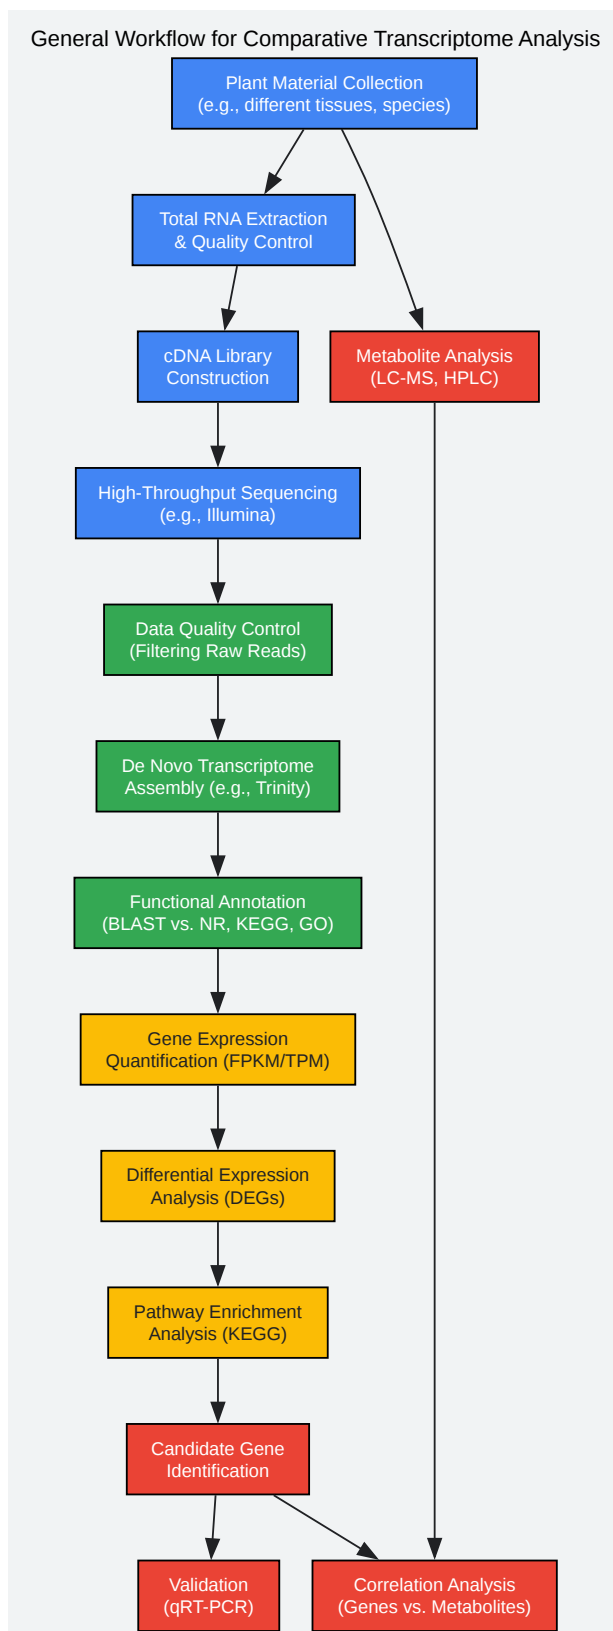 General Workflow for Comparative Transcriptome Analysis
Plant Material Collection
(e.g., different tissues, species)
Total RNA Extraction
& Quality Control
cDNA Library
Construction
Metabolite Analysis
(LC-MS, HPLC)
High-Throughput Sequencing
(e.g., Illumina)
Data Quality Control
(Filtering Raw Reads)
De Novo Transcriptome
Assembly (e.g., Trinity)
Functional Annotation
(BLAST vs. NR, KEGG, GO)
Gene Expression
Quantification (FPKM/TPM)
Differential Expression
Analysis (DEGs)
Pathway Enrichment
Analysis (KEGG)
Candidate Gene
Identification
Validation
(qRT-PCR)
Correlation Analysis
(Genes vs. Metabolites)